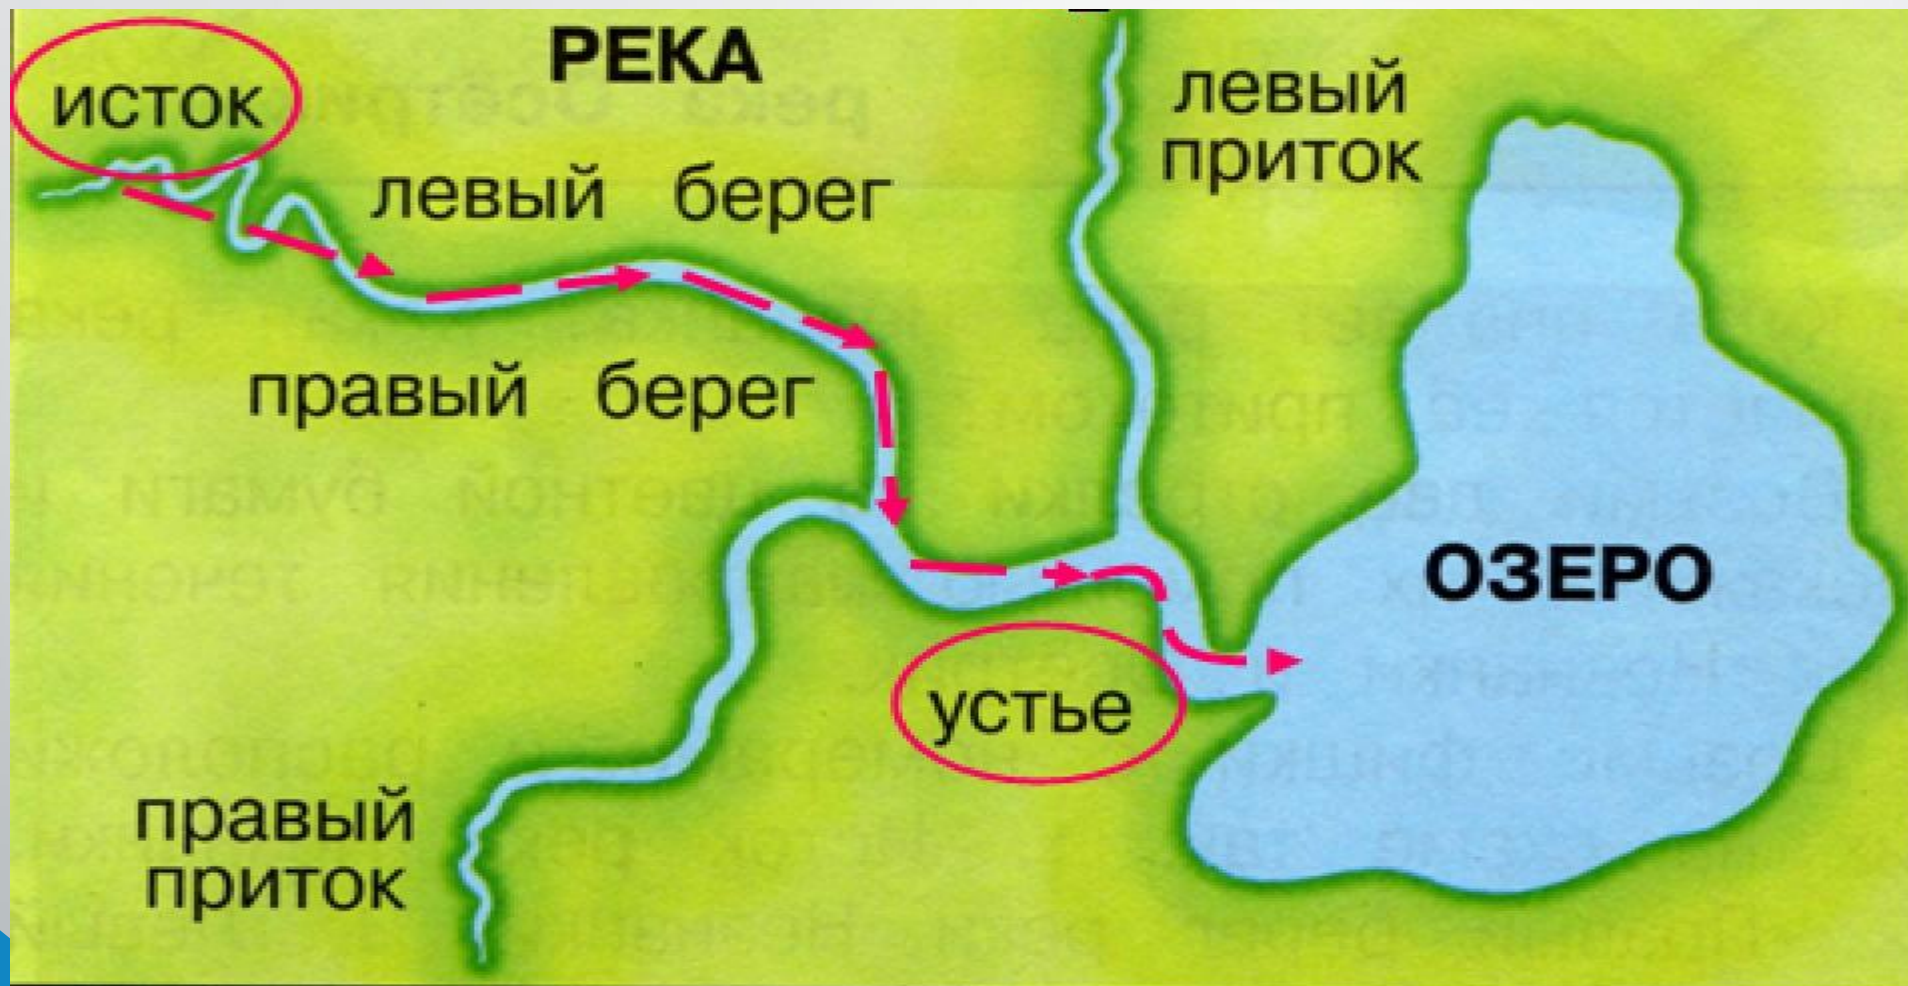 РЕКА
исток
левый
приток
левый берег
правый берег
ОЗЕРО
устье
правый
приток